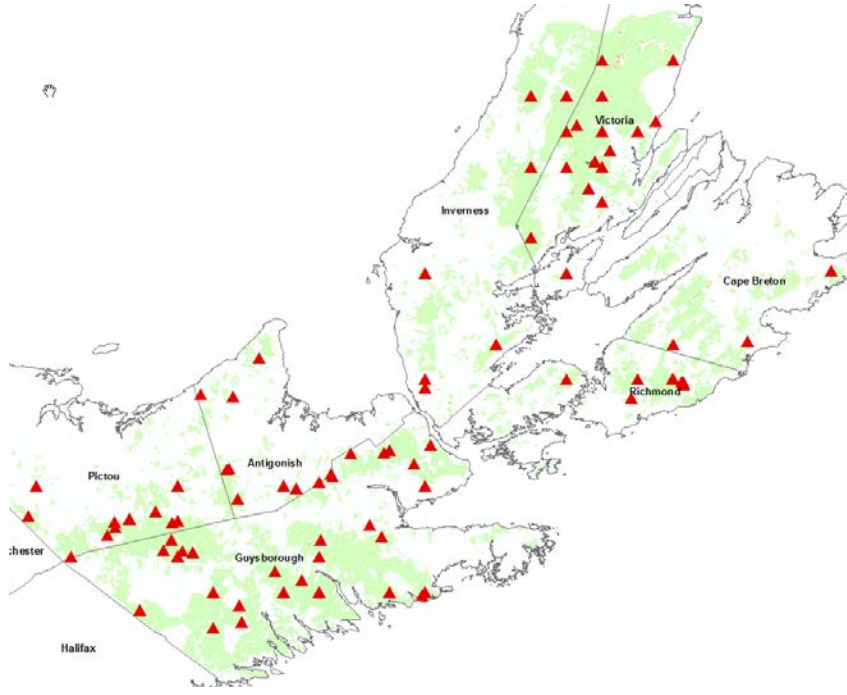 Victoria
Inverness
Cape Breton
Richmond
Antigonish
Pictou
chester
Guysborough
Halifax